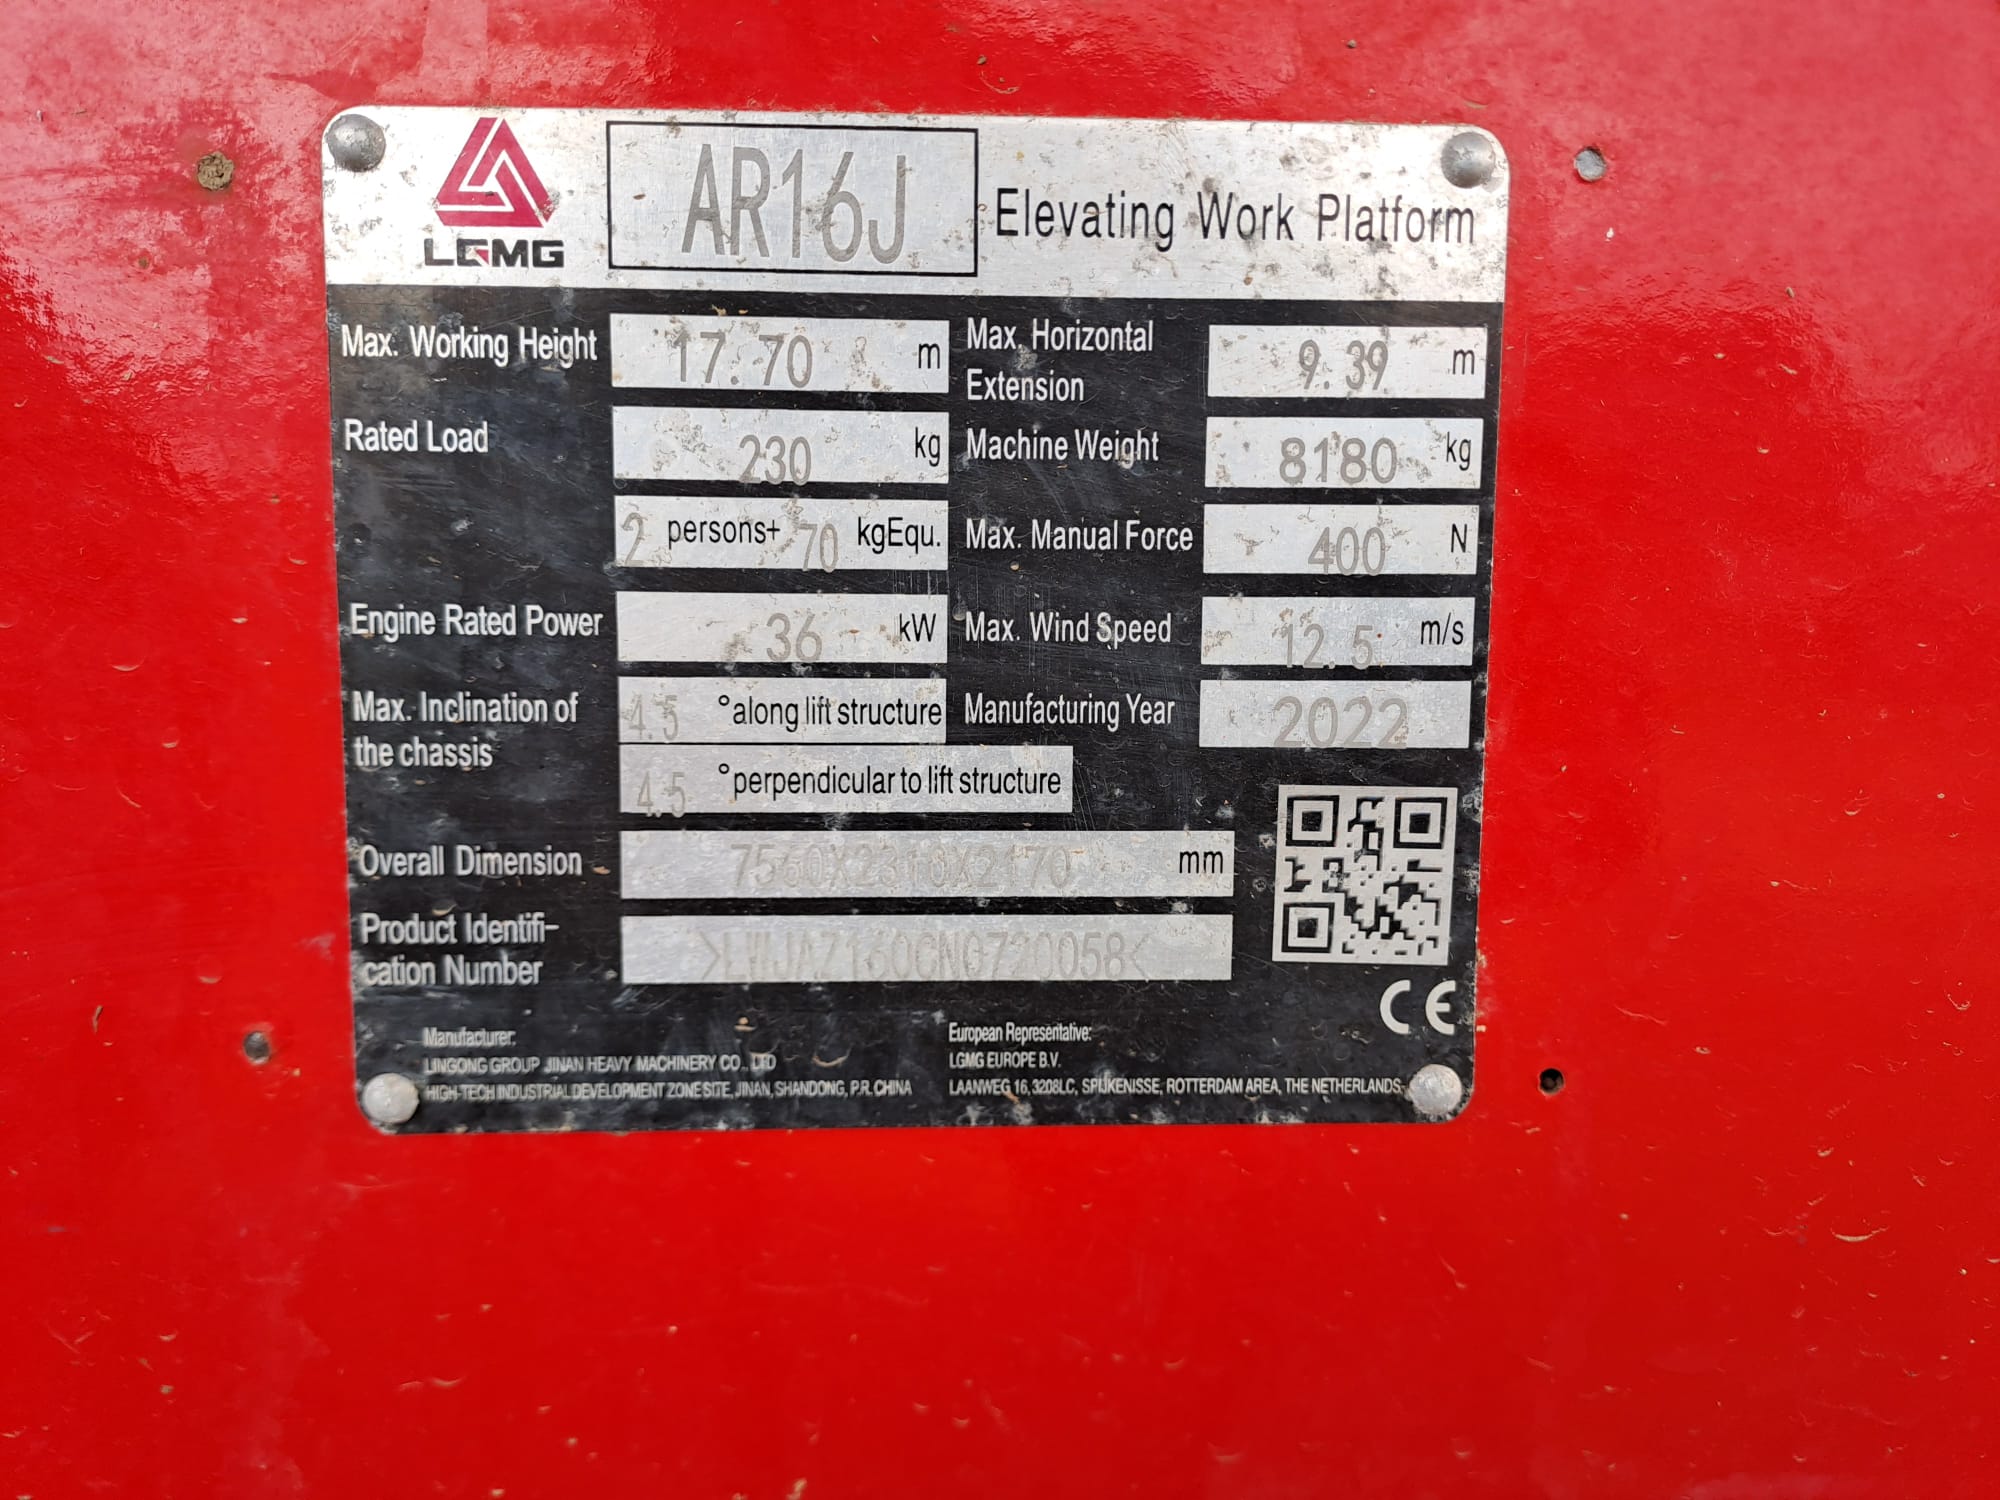 LGMG
AR16J
Elevating Work Platform
Max. Working Height 17.70 m
Max. Horizontal
Extension 9.39 m
Rated Load 230 kg
Machine Weight 8180 kg
2 persons+ 70 kgEqu.
Max. Manual Force 400 N
Engine Rated Power 36 kW
Max. Wind Speed 12.5 m/s
Max. Inclination of
the chassis
4.5 °along lift structure
Manufacturing Year 2022
4.5 °perpendicular to lift structure
Overall Dimension mm
Product Identifi-
cation Number
CE
Manufacturer:
LINGONG GROUP JINAN HEAVY MACHINERY CO., LTD
HIGH-TECH INDUSTRIAL DEVELOPMENT ZONE SITE, JINAN, SHANDONG, P.R. CHINA
European Representative:
LGMG EUROPE B.V.
LAANWEG 16, 3208LC, SPIJKENISSE, ROTTERDAM AREA, THE NETHERLANDS